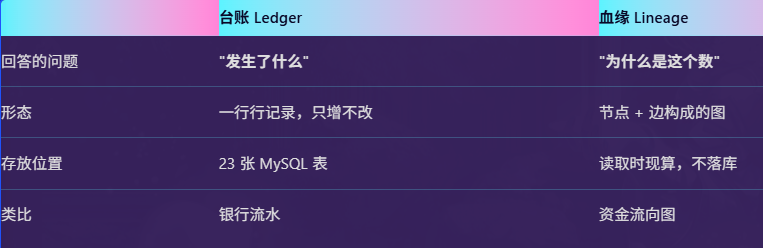 台账 Ledger 血缘 Lineage
回答的问题 "发生了什么" "为什么是这个数"
形态 一行行记录，只增不改 节点 + 边构成的图
存放位置 23 张 MySQL 表 读取时现算，不落库
类比 银行流水 资金流向图